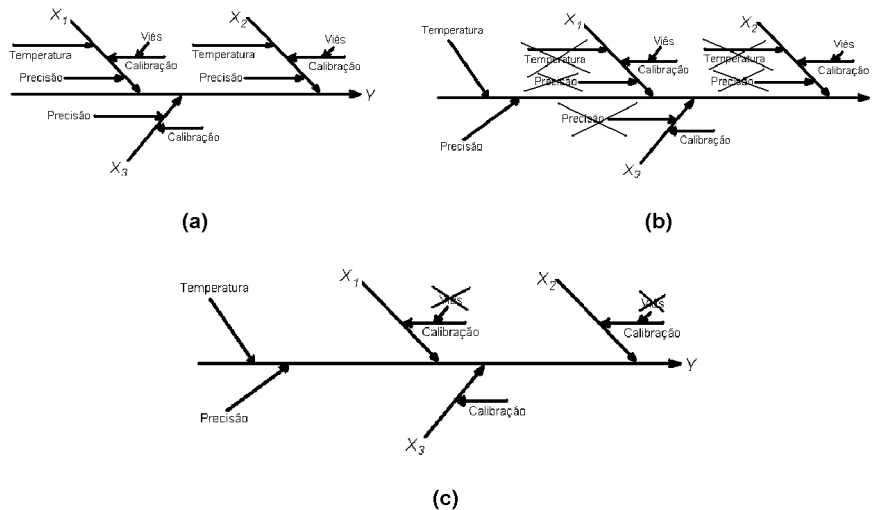 X1
Viés
Temperatura
Calibração
Precisão
X2
Viés
Temperatura
Calibração
Precisão
Y
Precisão
Calibração
X3
(a)
Temperatura
X1
Viés
Temperatura
Calibração
Precisão
X2
Viés
Temperatura
Calibração
Precisão
Y
Precisão
Precisão
Calibração
X3
(b)
Temperatura
X1
Viés
Calibração
X2
Viés
Calibração
Y
Precisão
Calibração
X3
(c)